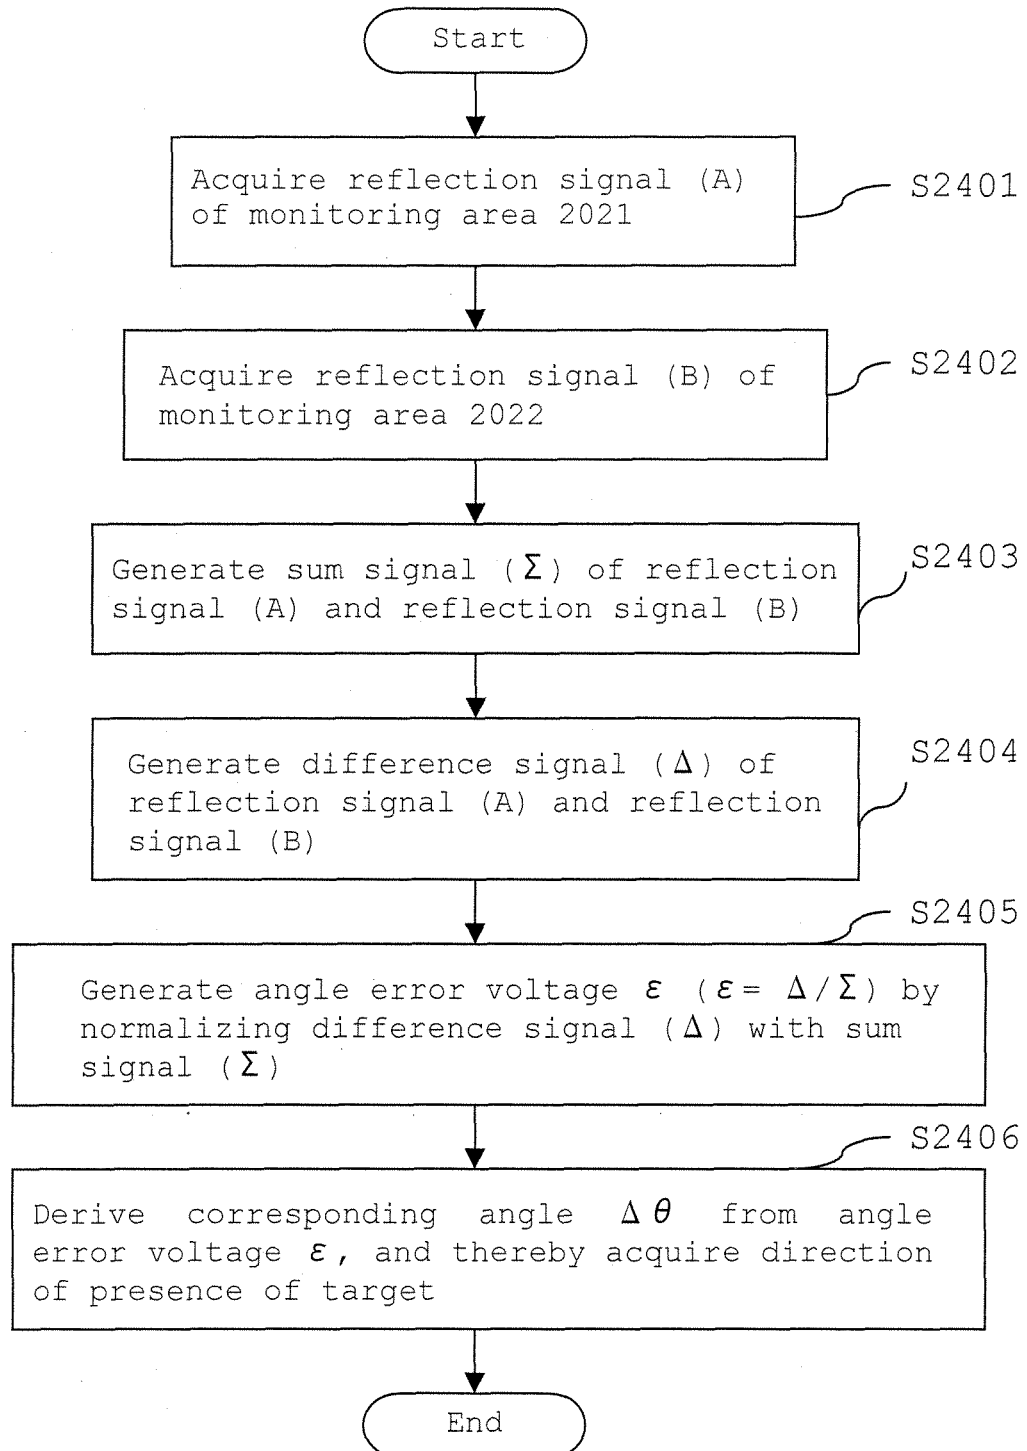 Start
Acquire reflection signal (A)
of monitoring area 2021
S2401
Acquire reflection signal (B) of
monitoring area 2022
S2402
Generate sum signal (Σ) of reflection
signal (A) and reflection signal (B)
S2403
Generate difference signal (Δ) of
reflection signal (A) and reflection
signal (B)
S2404
Generate angle error voltage ε (ε= Δ/Σ) by
normalizing difference signal (Δ) with sum
signal (Σ)
S2405
Derive corresponding angle Δθ from angle
error voltage ε, and thereby acquire direction
of presence of target
S2406
End